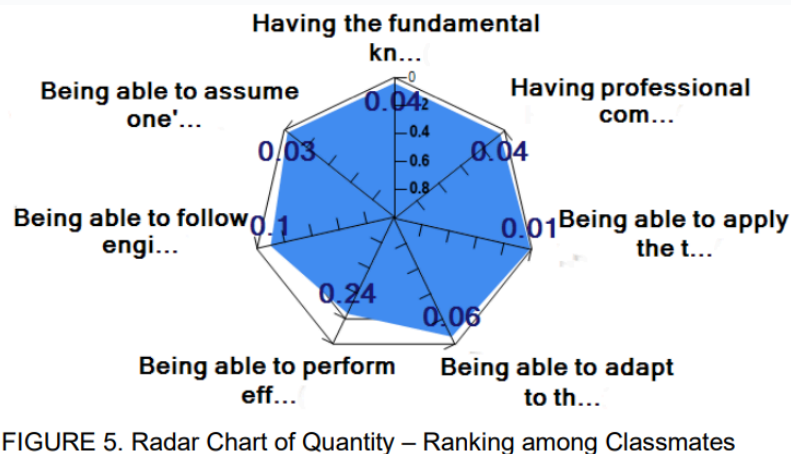 Having the fundamental
kn...
Being able to assume
one'...
Having professional
com...
0
0.04
2
0.4
0.6
0.8
0.03
0.04
Being able to follow
engi...
0.1
0.01
Being able to apply
the t...
0.24
0.06
Being able to perform
eff...
Being able to adapt
to th...
FIGURE 5. Radar Chart of Quantity – Ranking among Classmates